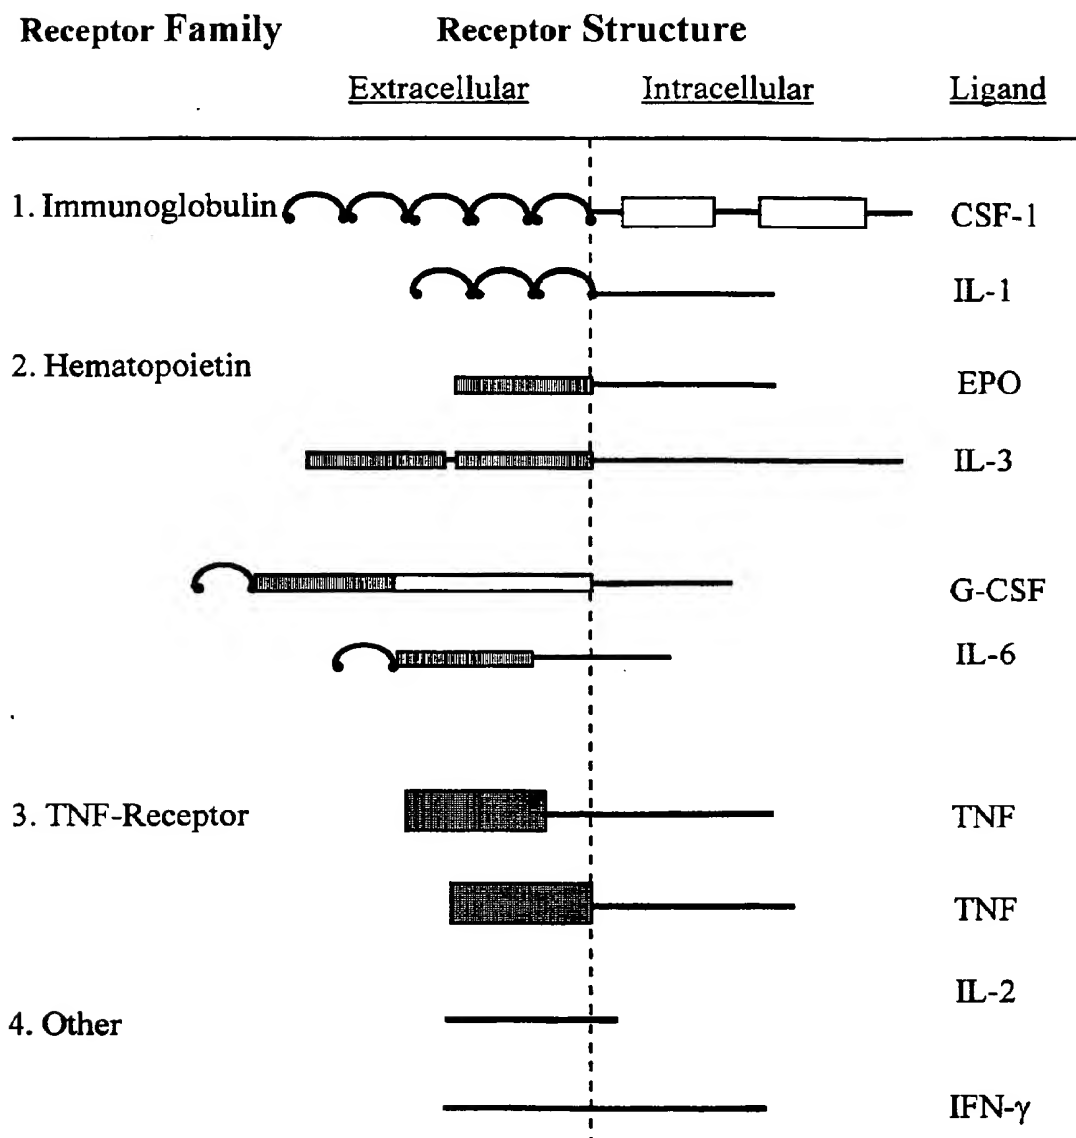 Receptor Family Receptor Structure
Extracellular Intracellular Ligand
1. Immunoglobulin CSF-1
IL-1
2. Hematopoietin EPO
IL-3
G-CSF
IL-6
3. TNF-Receptor TNF
TNF
IL-2
4. Other
IFN-γ